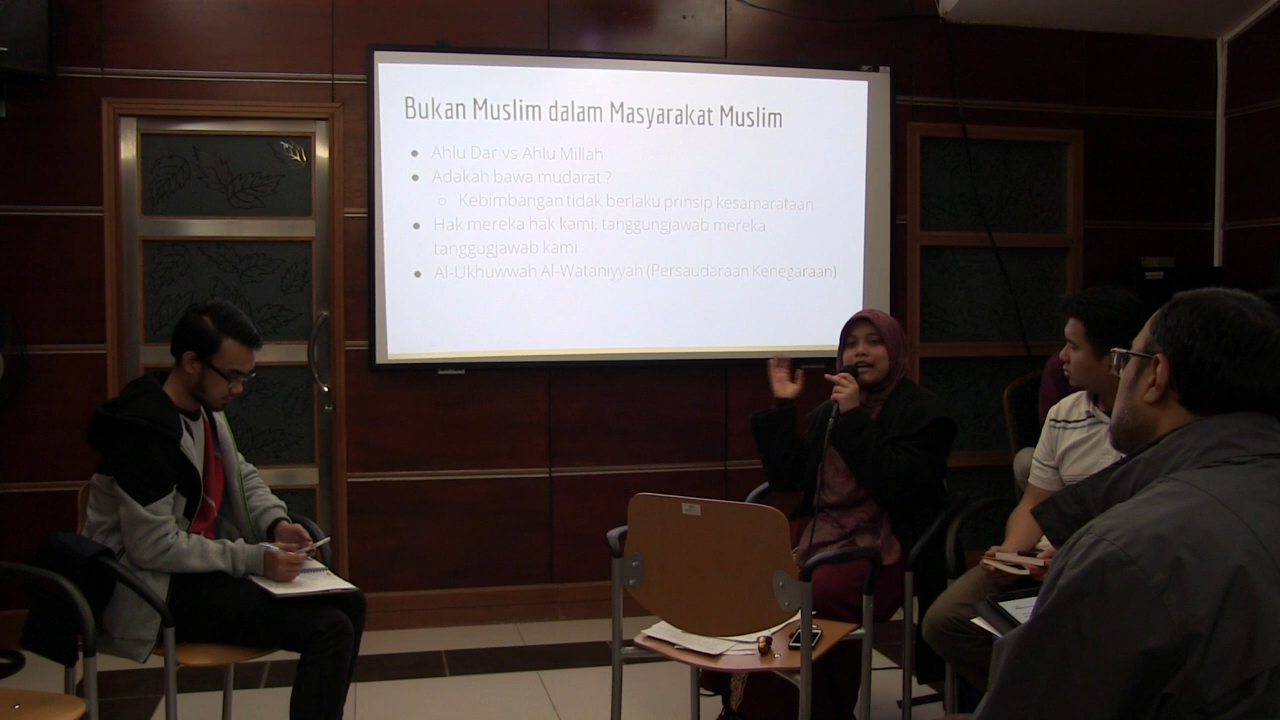 Bukan Muslim dalam Masyarakat Muslim
Ahlu Dar vs Ahlu Millah
Adakah bawa mudarat ?
Kebimbangan tidak berlaku prinsip kesamarataan
Hak mereka hak kami, tanggungjawab mereka
tanggugjawab kami
Al-Ukhuwwah Al-Wataniyyah (Persaudaraan Kenegaraan)